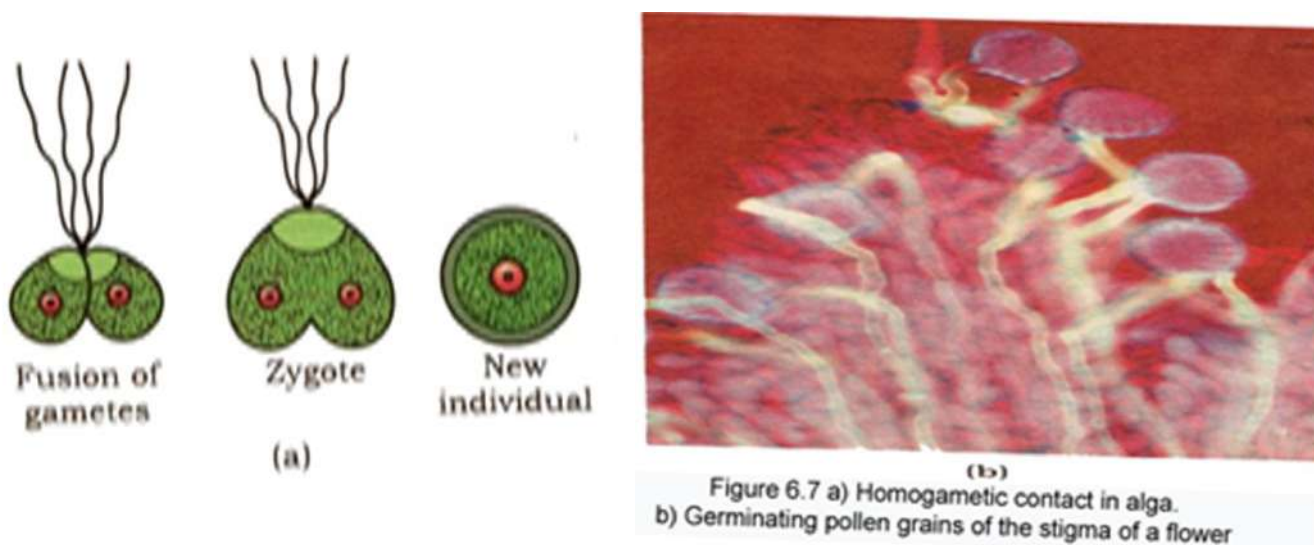 Fusion of
gametes
Zygote
New
individual
(a)
(b)
Figure 6.7 a) Homogametic contact in alga.
b) Germinating pollen grains of the stigma of a flower